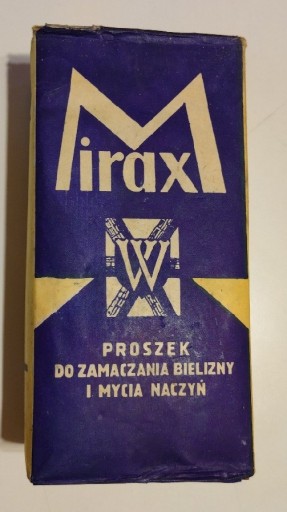 Mirax
W
PROSZEK
DO ZAMACZANIA BIELIZNY
I MYCIA NACZYŃ